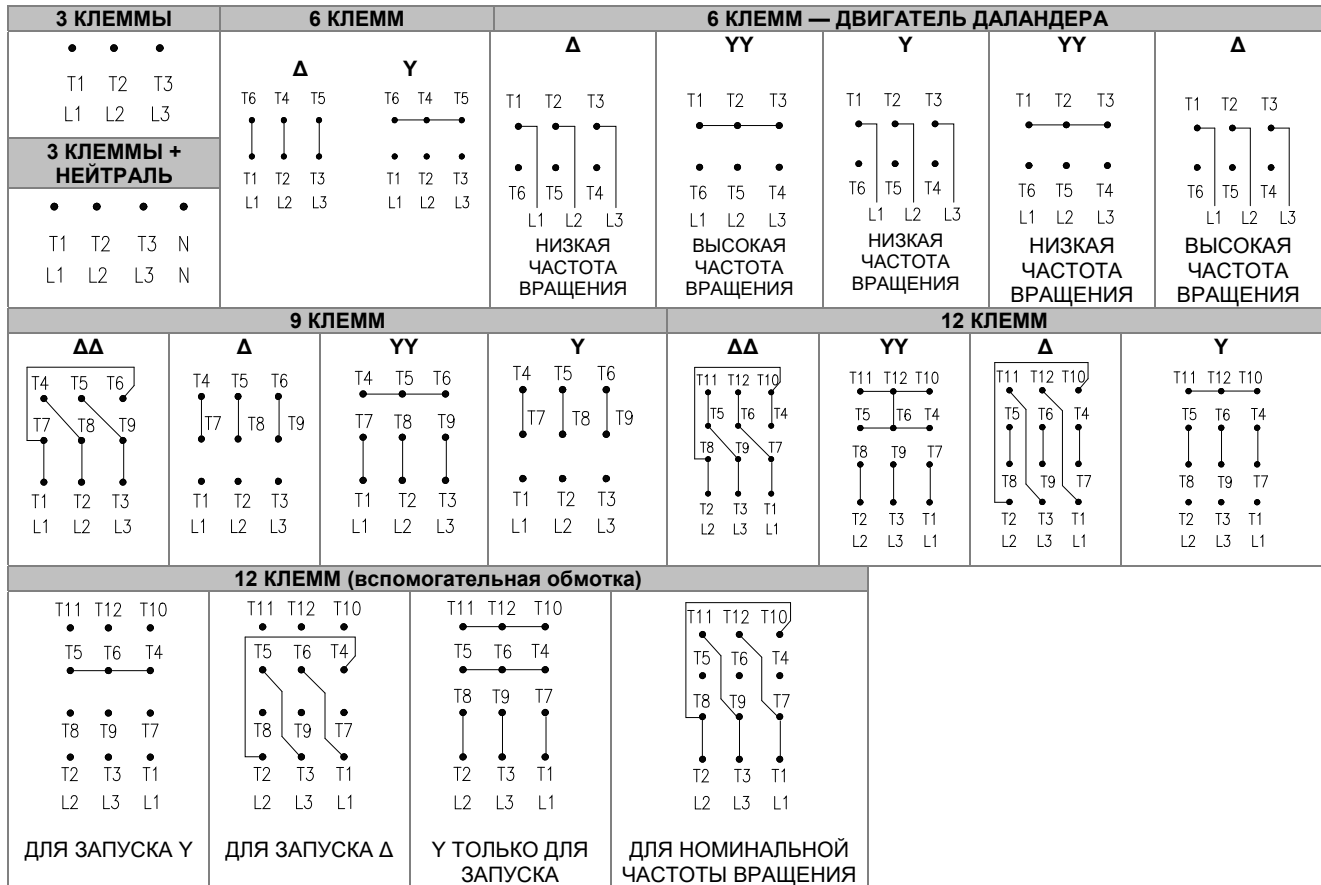 3 КЛЕММЫ
T1 T2 T3
L1 L2 L3
3 КЛЕММЫ +
НЕЙТРАЛЬ
T1 T2 T3 N
L1 L2 L3 N
6 КЛЕММ
Δ
T6 T4 T5
T1 T2 T3
L1 L2 L3
Y
T6 T4 T5
T1 T2 T3
L1 L2 L3
6 КЛЕММ — ДВИГАТЕЛЬ ДАЛАНДЕРА
Δ
T1 T2 T3
T6 T5 T4
L1 L2 L3
НИЗКАЯ
ЧАСТОТА
ВРАЩЕНИЯ
YY
T1 T2 T3
T6 T5 T4
L1 L2 L3
ВЫСОКАЯ
ЧАСТОТА
ВРАЩЕНИЯ
Y
T1 T2 T3
T6 T5 T4
L1 L2 L3
НИЗКАЯ
ЧАСТОТА
ВРАЩЕНИЯ
YY
T1 T2 T3
T6 T5 T4
L1 L2 L3
НИЗКАЯ
ЧАСТОТА
ВРАЩЕНИЯ
Δ
T1 T2 T3
T6 T5 T4
L1 L2 L3
ВЫСОКАЯ
ЧАСТОТА
ВРАЩЕНИЯ
9 КЛЕММ
ΔΔ
T4 T5 T6
T7 T8 T9
T1 T2 T3
L1 L2 L3
Δ
T4 T5 T6
T7 T8 T9
T1 T2 T3
L1 L2 L3
YY
T4 T5 T6
T7 T8 T9
T1 T2 T3
L1 L2 L3
Y
T4 T5 T6
T7 T8 T9
T1 T2 T3
L1 L2 L3
12 КЛЕММ
ΔΔ
T11 T12 T10
T5 T6 T4
T8 T9 T7
T2 T3 T1
L2 L3 L1
YY
T11 T12 T10
T5 T6 T4
T8 T9 T7
T2 T3 T1
L2 L3 L1
Δ
T11 T12 T10
T5 T6 T4
T8 T9 T7
T2 T3 T1
L2 L3 L1
Y
T11 T12 T10
T5 T6 T4
T8 T9 T7
T2 T3 T1
L2 L3 L1
12 КЛЕММ (вспомогательная обмотка)
T11 T12 T10
T5 T6 T4
T8 T9 T7
T2 T3 T1
L2 L3 L1
ДЛЯ ЗАПУСКА Y
T11 T12 T10
T5 T6 T4
T8 T9 T7
T2 T3 T1
L2 L3 L1
ДЛЯ ЗАПУСКА Δ
T11 T12 T10
T5 T6 T4
T8 T9 T7
T2 T3 T1
L2 L3 L1
Y ТОЛЬКО ДЛЯ
ЗАПУСКА
T11 T12 T10
T5 T6 T4
T8 T9 T7
T2 T3 T1
L2 L3 L1
ДЛЯ НОМИНАЛЬНОЙ
ЧАСТОТЫ ВРАЩЕНИЯ